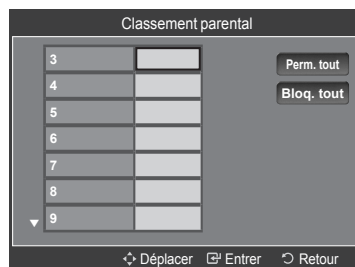 Classement parental
3
Perm. tout
4
Bloq. tout
5
6
7
8
9
Déplacer Entrer Retour